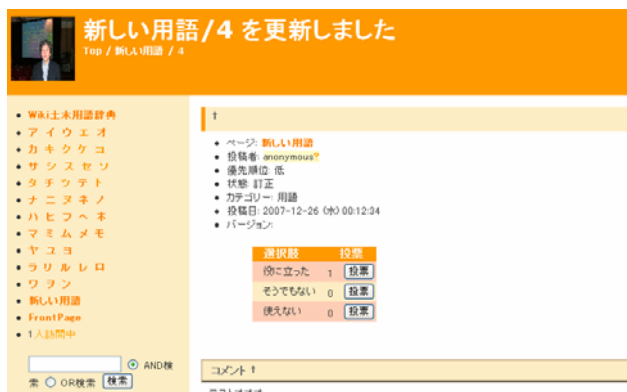 新しい用語/4 を更新しました
Top / 新しい用語 / 4
Wiki土木用語辞典
ア イ ウ エ オ
カ キ ク ケ コ
サ シ ス セ ソ
タ チ ツ テ ト
ナ ニ ヌ ネ ノ
ハ ヒ フ ヘ ホ
マ ミ ム メ モ
ヤ ユ ヨ
ラ リ ル レ ロ
ワ ヲ ン
新しい用語
FrontPage
1人訪問中
AND検
索 OR検索 検索
†
ページ: 新しい用語
投稿者: anonymous?
優先順位: 低
状態: 訂正
カテゴリー: 用語
投稿日: 2007-12-26 (水) 00:12:34
バージョン:
選択肢 投票
役に立った 1 投票
そうでもない 0 投票
使えない 0 投票
コメント †